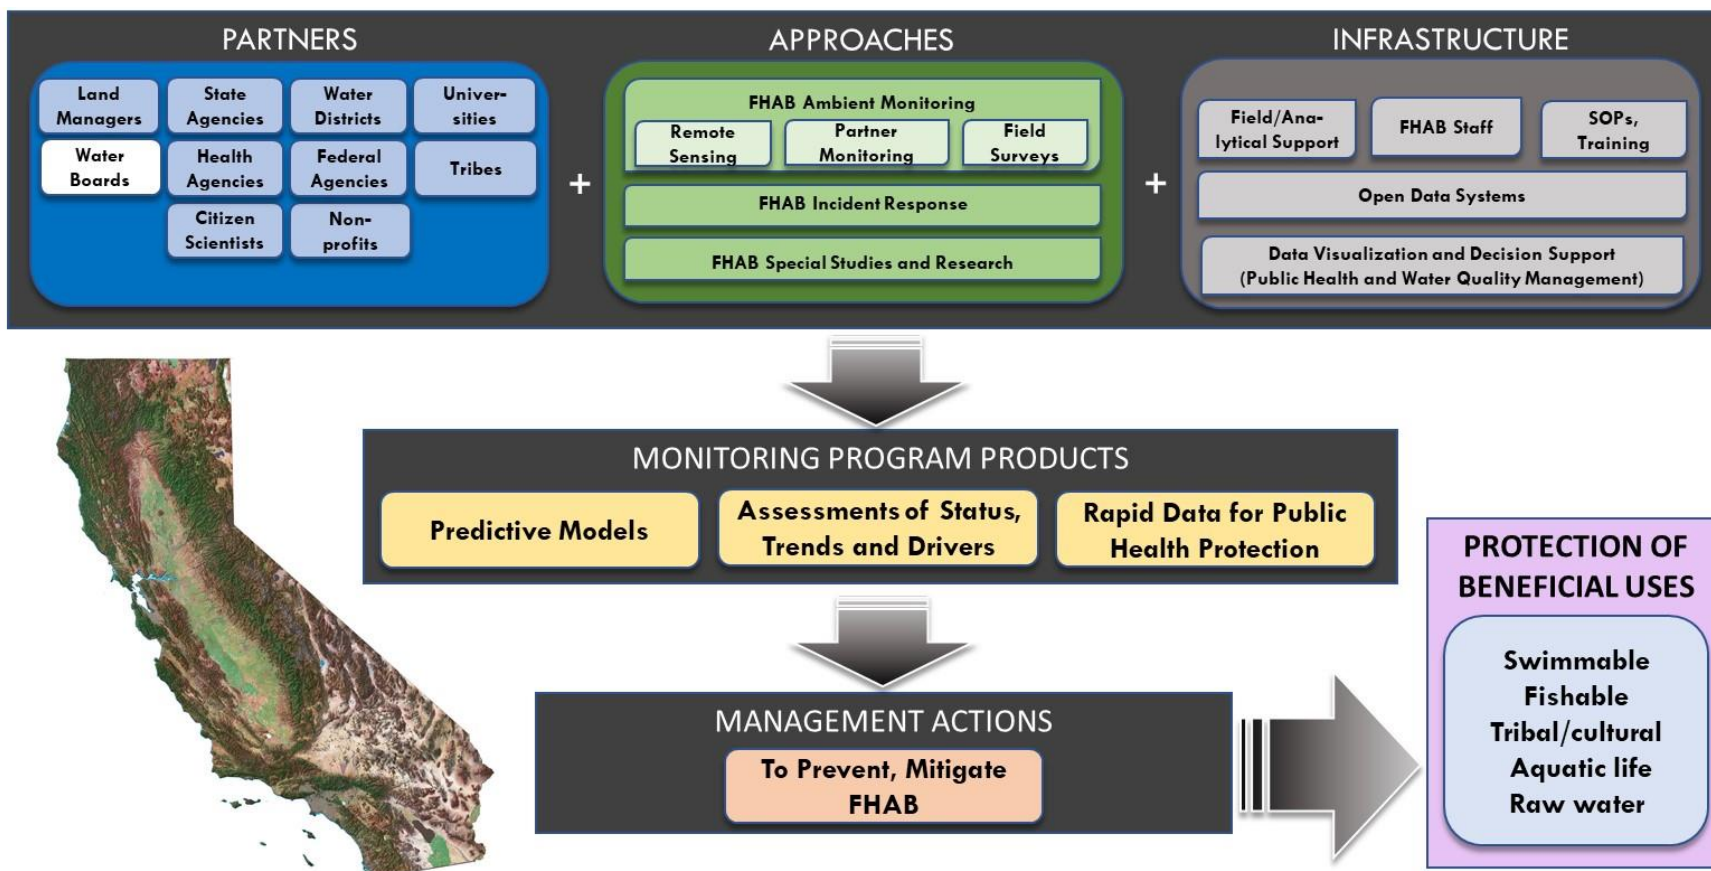 PARTNERS
Land
Managers
State
Agencies
Water
Districts
Univer-
sities
Water
Boards
Health
Agencies
Federal
Agencies
Tribes
Citizen
Scientists
Non-
profits
+
APPROACHES
FHAB Ambient Monitoring
Remote
Sensing
Partner
Monitoring
Field
Surveys
FHAB Incident Response
FHAB Special Studies and Research
+
INFRASTRUCTURE
Field/Ana-
lytical Support
FHAB Staff
SOPs,
Training
Open Data Systems
Data Visualization and Decision Support
(Public Health and Water Quality Management)
MONITORING PROGRAM PRODUCTS
Predictive Models
Assessments of Status,
Trends and Drivers
Rapid Data for Public
Health Protection
MANAGEMENT ACTIONS
To Prevent, Mitigate
FHAB
PROTECTION OF
BENEFICIAL USES
Swimmable
Fishable
Tribal/cultural
Aquatic life
Raw water